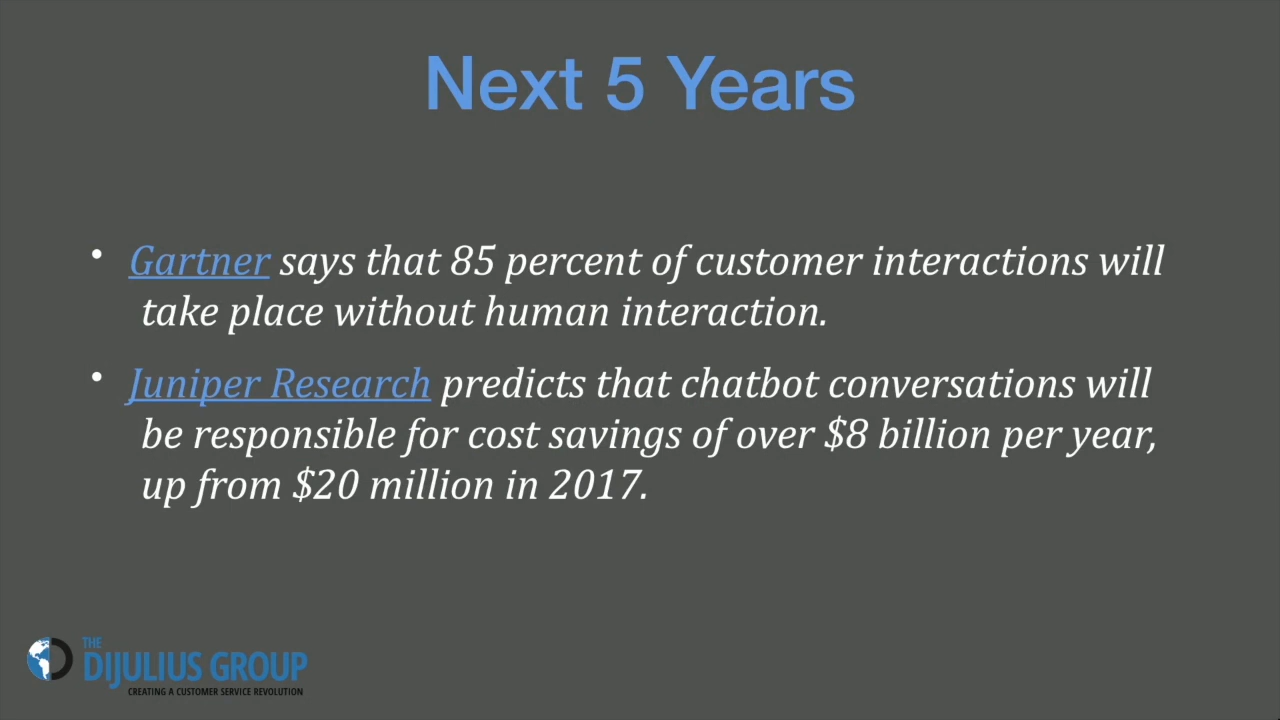 Next 5 Years
• Gartner says that 85 percent of customer interactions will
take place without human interaction.
• Juniper Research predicts that chatbot conversations will
be responsible for cost savings of over $8 billion per year,
up from $20 million in 2017.
THE
DIJULIUS GROUP
CREATING A CUSTOMER SERVICE REVOLUTION